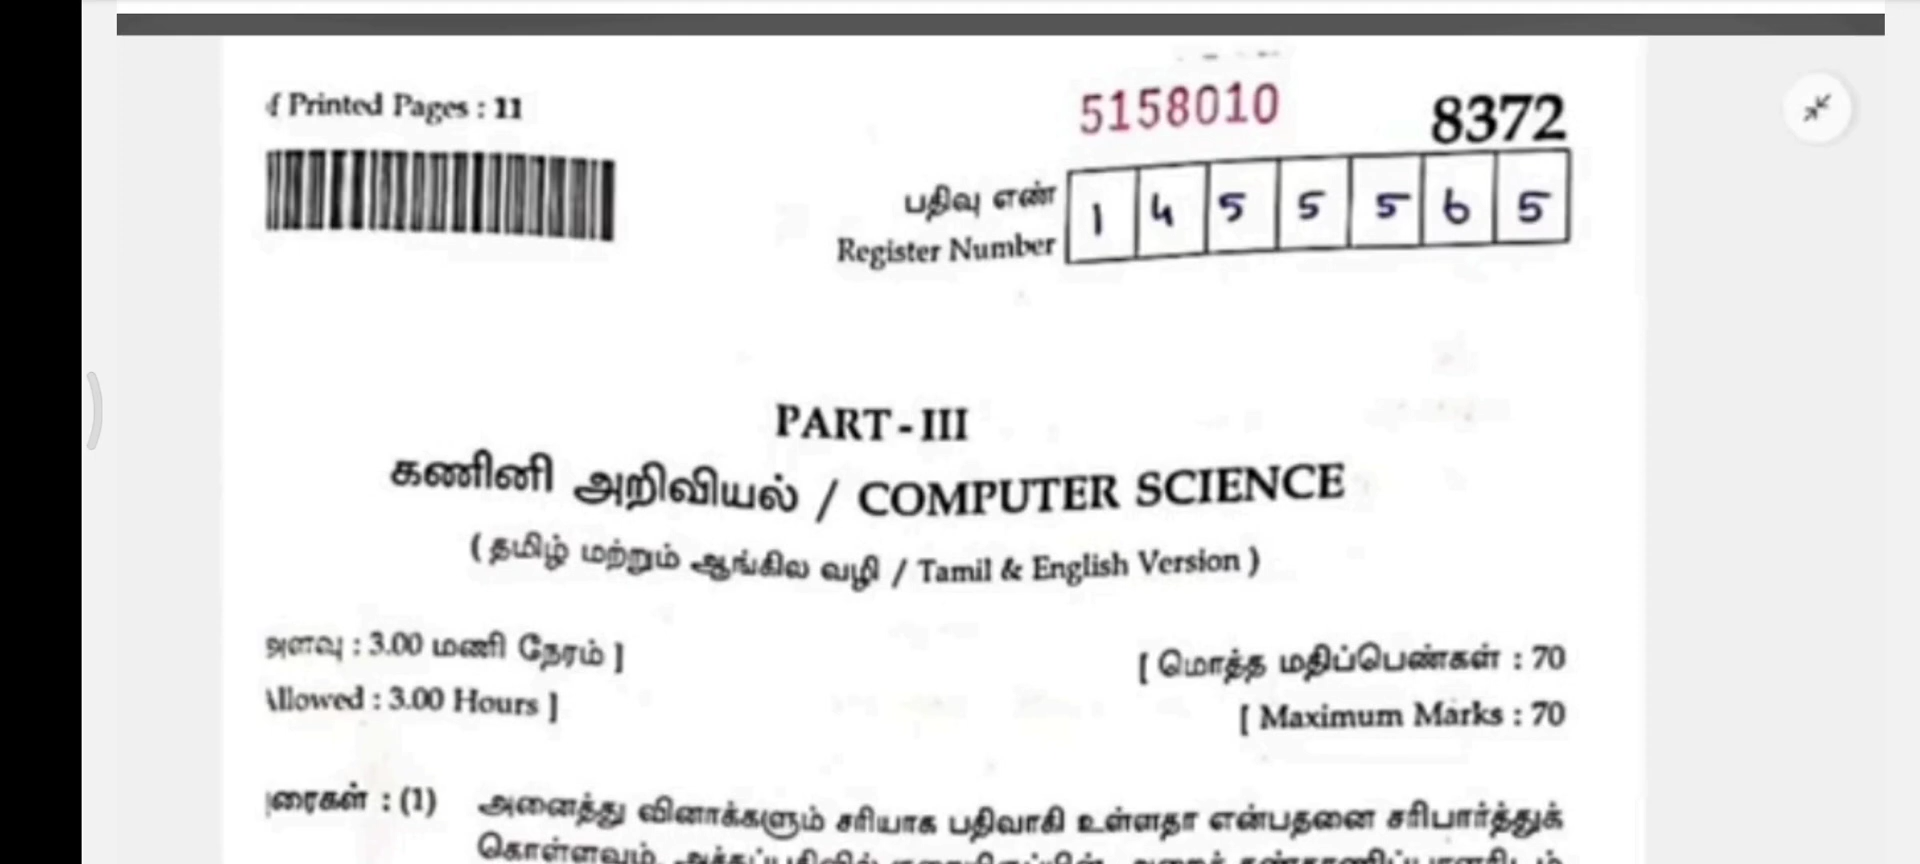 Printed Pages : 11
5158010
8372
பதிவு எண்
Register Number
1 4 5 5 5 6 5
PART - III
கணினி அறிவியல் / COMPUTER SCIENCE
( தமிழ் மற்றும் ஆங்கில வழி / Tamil & English Version )
அளவு : 3.00 மணி நேரம் ]
[ மொத்த மதிப்பெண்கள் : 70
Allowed : 3.00 Hours ]
[ Maximum Marks : 70
ரைகள் : (1) அனைத்து வினாக்களும் சரியாக பதிவாகி உள்ளதா என்பதனை சரிபார்த்துக்
கொள்ளவும்.